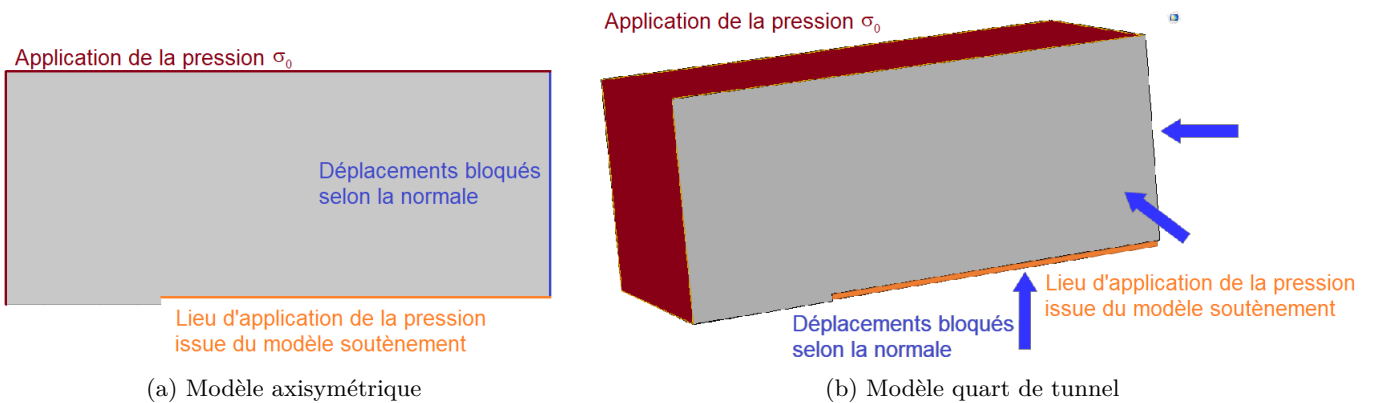 Application de la pression σ₀
Déplacements bloqués
selon la normale
Lieu d'application de la pression
issue du modèle soutènement
(a) Modèle axisymétrique
Application de la pression σ₀
Lieu d'application de la pression
issue du modèle soutènement
Déplacements bloqués
selon la normale
(b) Modèle quart de tunnel